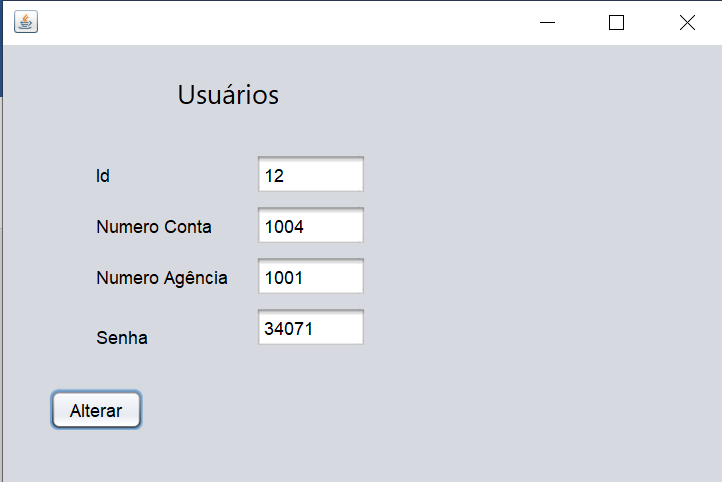 Usuários
Id 12
Numero Conta 1004
Numero Agência 1001
Senha 34071
Alterar